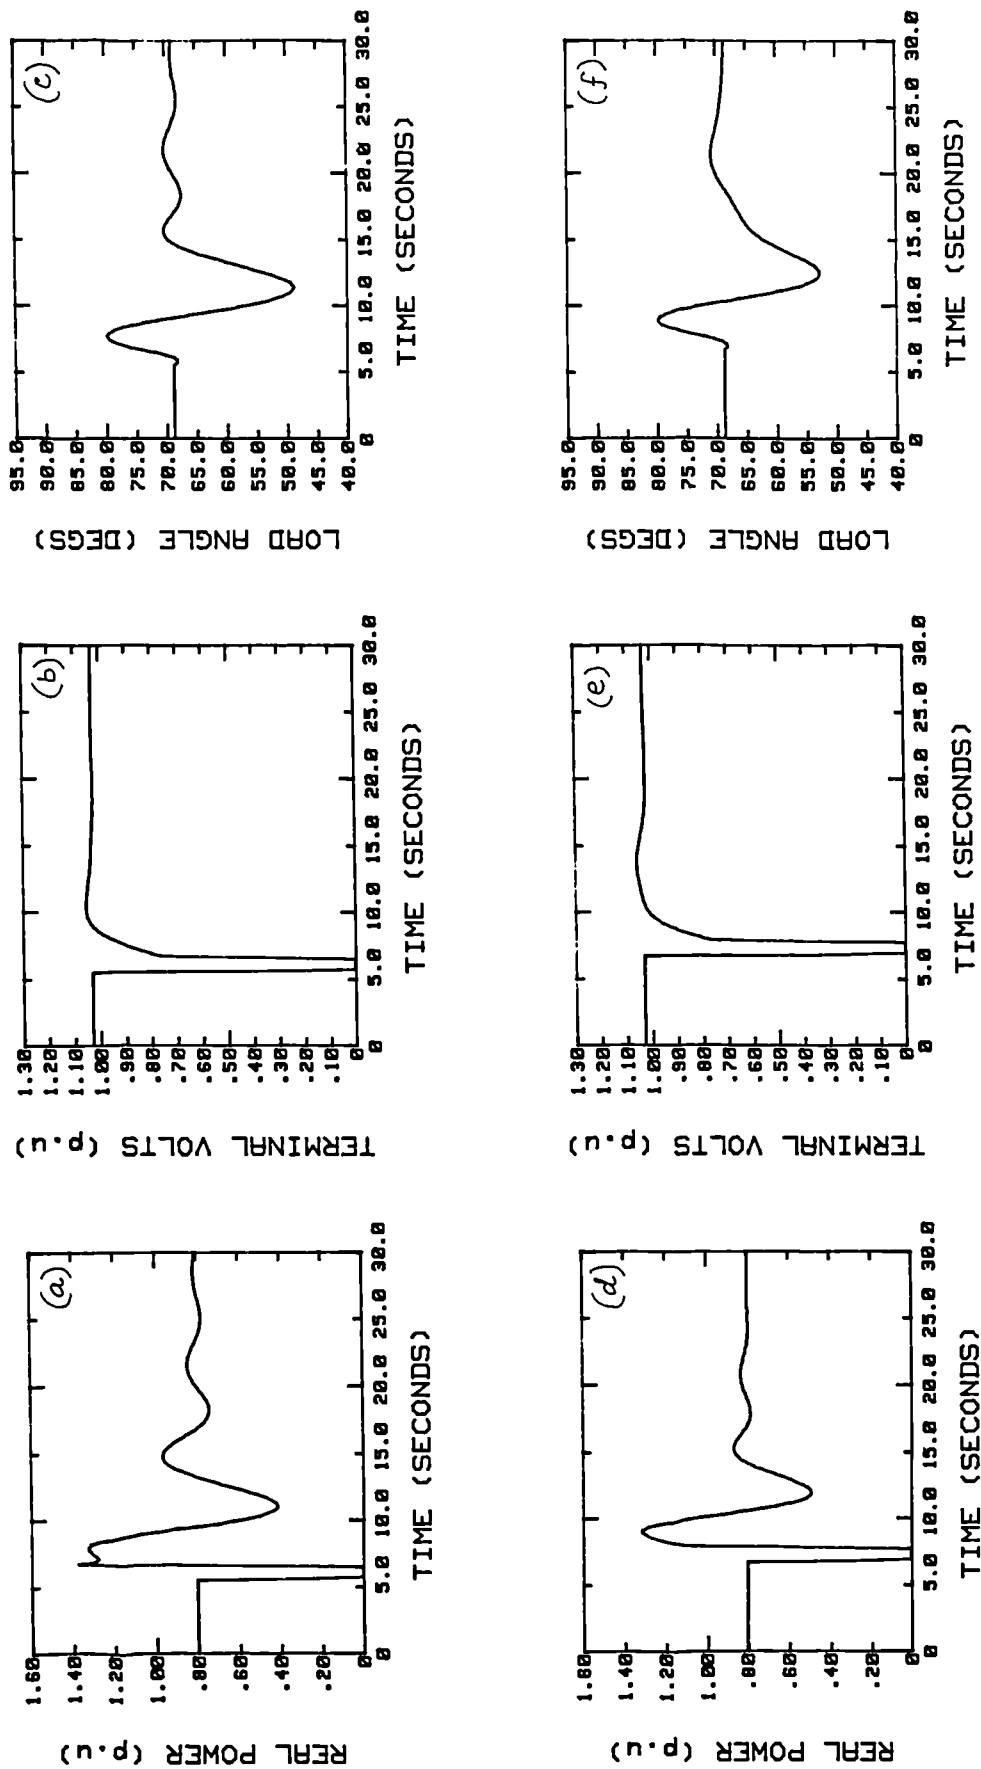 (a)
REAL POWER (p.u)
1.60
1.40
1.20
1.00
.80
.60
.40
.20
0
0 5.0 10.0 15.0 20.0 25.0 30.0
TIME (SECONDS)
(b)
TERMINAL VOLTS (p.u)
1.30
1.20
1.10
1.00
.90
.80
.70
.60
.50
.40
.30
.20
.10
0
0 5.0 10.0 15.0 20.0 25.0 30.0
TIME (SECONDS)
(c)
LOAD ANGLE (DEGS)
95.0
90.0
85.0
80.0
75.0
70.0
65.0
60.0
55.0
50.0
45.0
40.0
0 5.0 10.0 15.0 20.0 25.0 30.0
TIME (SECONDS)
(d)
REAL POWER (p.u)
1.60
1.40
1.20
1.00
.80
.60
.40
.20
0
0 5.0 10.0 15.0 20.0 25.0 30.0
TIME (SECONDS)
(e)
TERMINAL VOLTS (p.u)
1.30
1.20
1.10
1.00
.90
.80
.70
.60
.50
.40
.30
.20
.10
0
0 5.0 10.0 15.0 20.0 25.0 30.0
TIME (SECONDS)
(f)
LOAD ANGLE (DEGS)
95.0
90.0
85.0
80.0
75.0
70.0
65.0
60.0
55.0
50.0
45.0
40.0
0 5.0 10.0 15.0 20.0 25.0 30.0
TIME (SECONDS)